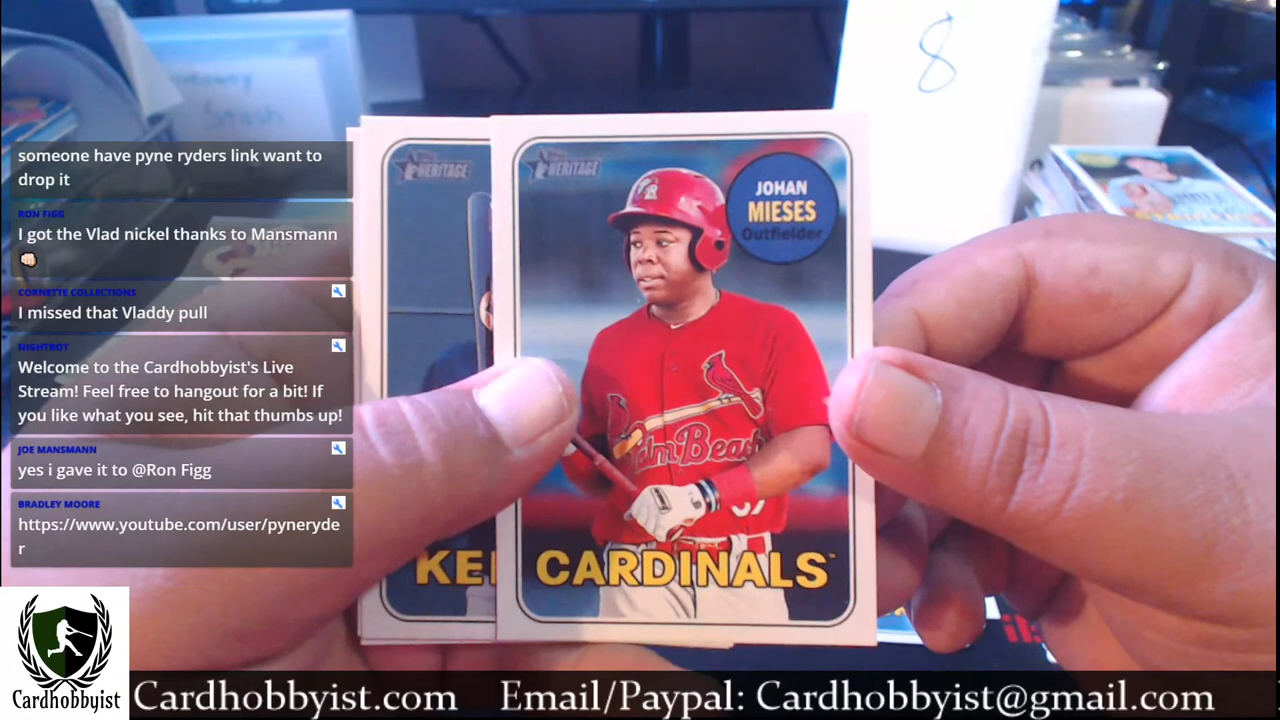 someone have pyne ryders link want to
drop it
RON FIGG
I got the Vlad nickel thanks to Mansmann
CORNETTE COLLECTIONS
I missed that Vladdy pull
NIGHTROT
Welcome to the Cardhobbyist's Live
Stream! Feel free to hangout for a bit! If
you like what you see, hit that thumbs up!
JOE MANSMANN
yes i gave it to @Ron Figg
BRADLEY MOORE
https://www.youtube.com/user/pyneryde
r
Stash
8
HERITAGE
HERITAGE
JOHAN
MIESES
Outfielder
Palm Beach
KE
CARDINALS
Cardhobbyist
Cardhobbyist.com Email/Paypal: Cardhobbyist@gmail.com